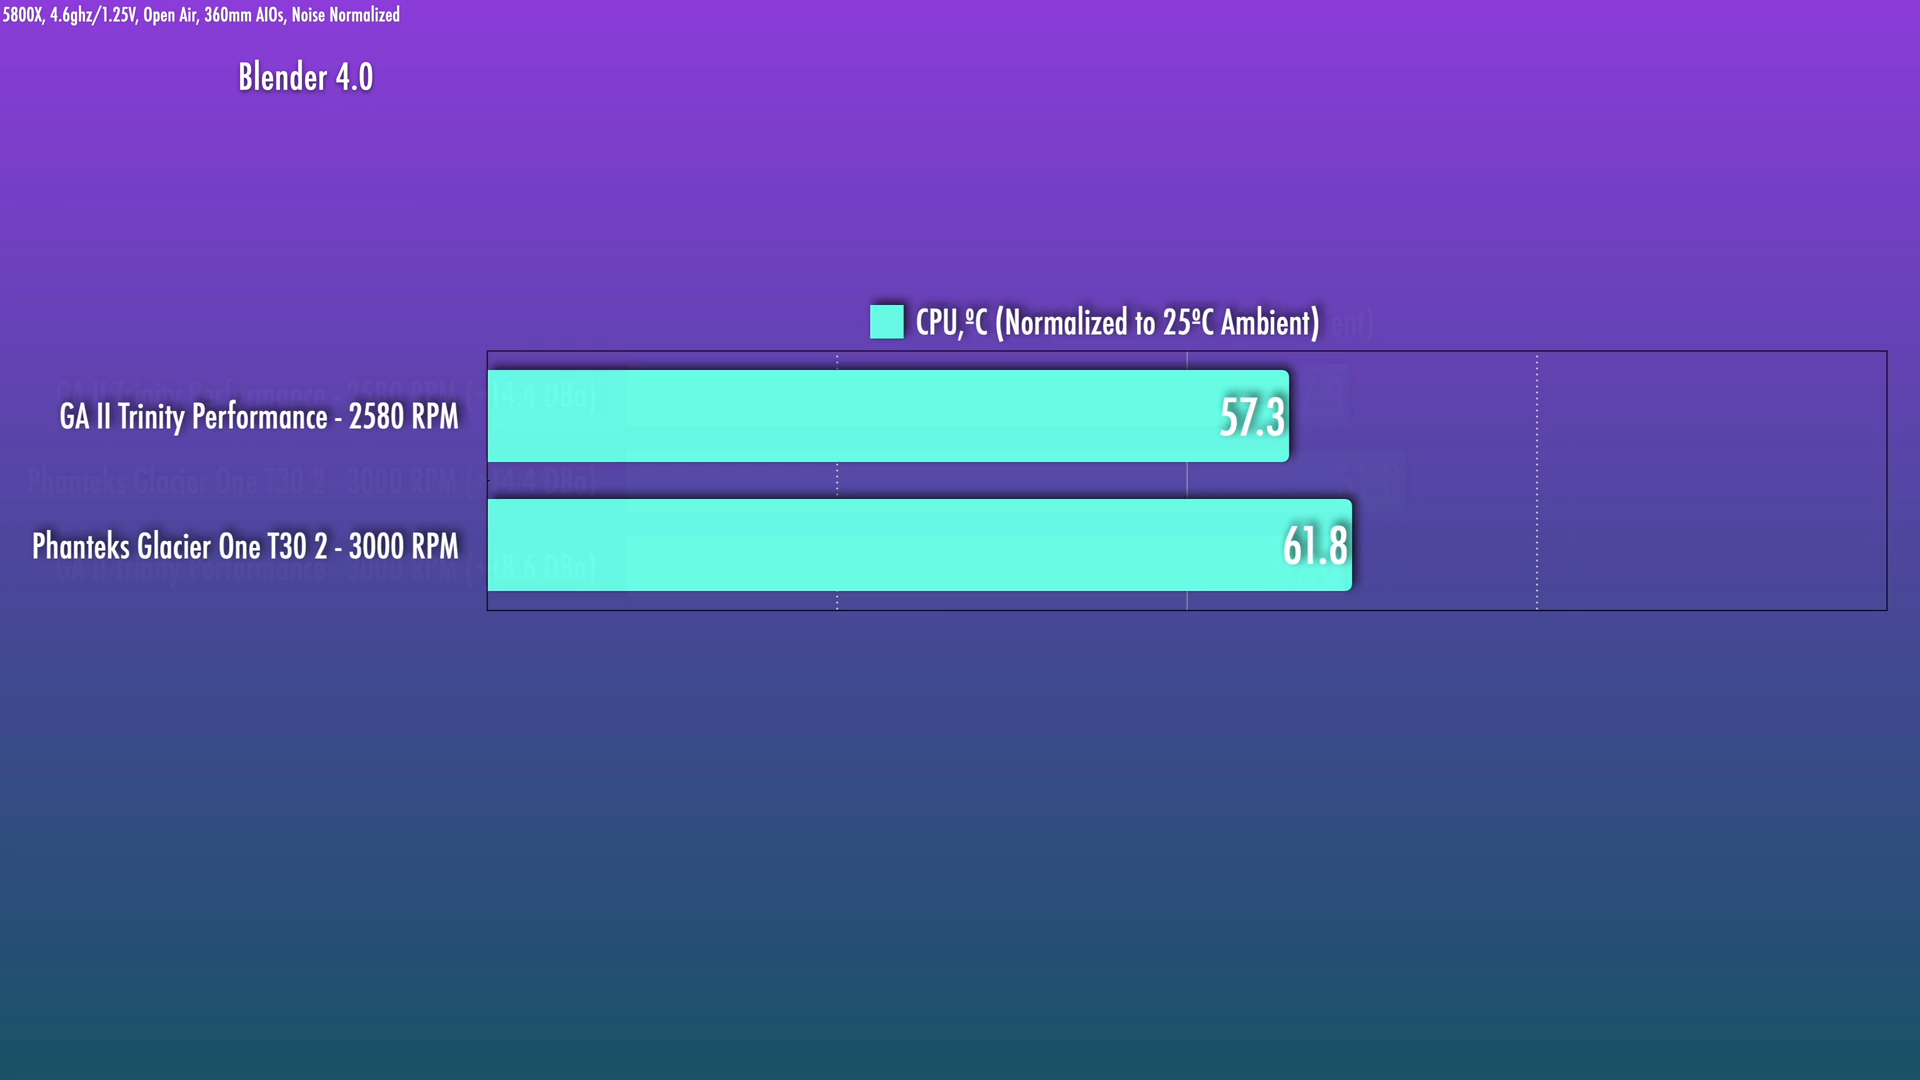 5800X, 4.6ghz/1.25V, Open Air, 360mm AIOs, Noise Normalized
Blender 4.0
CPU,ºC (Normalized to 25ºC Ambient)
GA II Trinity Performance - 2580 RPM
57.3
Phanteks Glacier One T30 2 - 3000 RPM
61.8